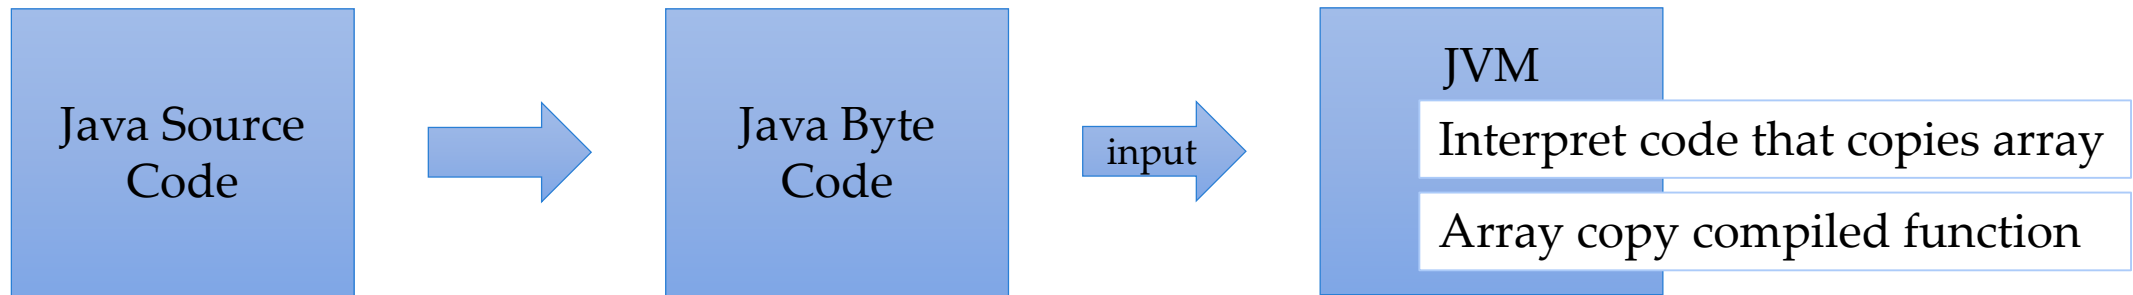 Java Source
Code
Java Byte
Code
input
JVM
Interpret code that copies array
Array copy compiled function